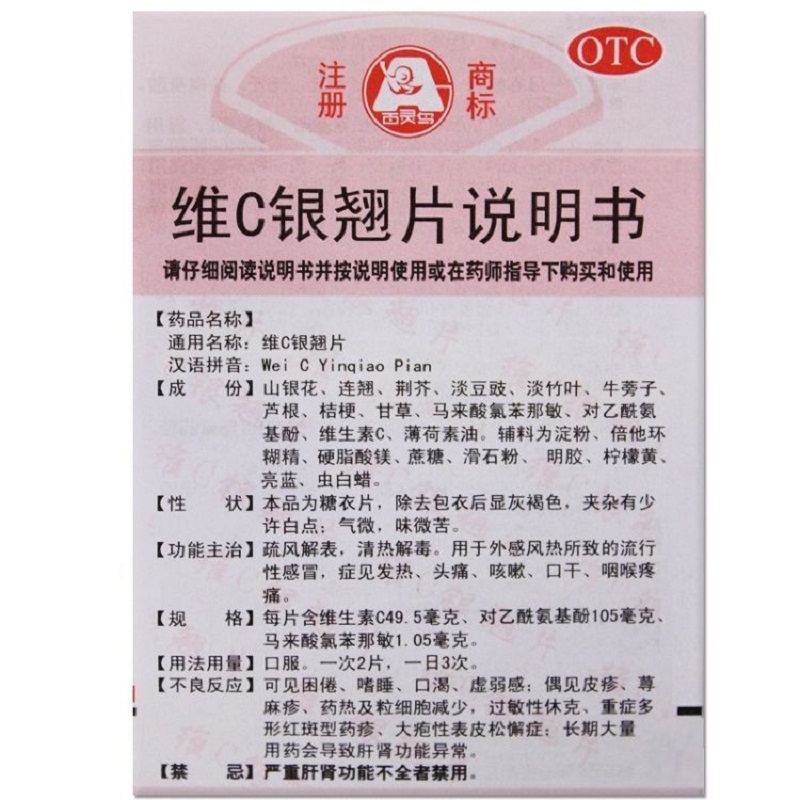 OTC
注册 商标
百灵鸟
维C银翘片说明书
请仔细阅读说明书并按说明使用或在药师指导下购买和使用
【药品名称】
通用名称：维C银翘片
汉语拼音：Wei C Yinqiao Pian
【成　份】山银花、连翘、荆芥、淡豆豉、淡竹叶、牛蒡子、
芦根、桔梗、甘草、马来酸氯苯那敏、对乙酰氨
基酚、维生素C、薄荷素油。辅料为淀粉、倍他环
糊精、硬脂酸镁、蔗糖、滑石粉、明胶、柠檬黄、
亮蓝、虫白蜡。
【性　状】本品为糖衣片，除去包衣后显灰褐色，夹杂有少
许白点；气微，味微苦。
【功能主治】疏风解表，清热解毒。用于外感风热所致的流行
性感冒，症见发热、头痛、咳嗽、口干、咽喉疼
痛。
【规　格】每片含维生素C49.5毫克、对乙酰氨基酚105毫克、
马来酸氯苯那敏1.05毫克。
【用法用量】口服。一次2片，一日3次。
【不良反应】可见困倦、嗜睡、口渴、虚弱感；偶见皮疹、荨
麻疹、药热及粒细胞减少，过敏性休克、重症多
形红斑型药疹、大疱性表皮松懈症；长期大量
用药会导致肝肾功能异常。
【禁　忌】严重肝肾功能不全者禁用。